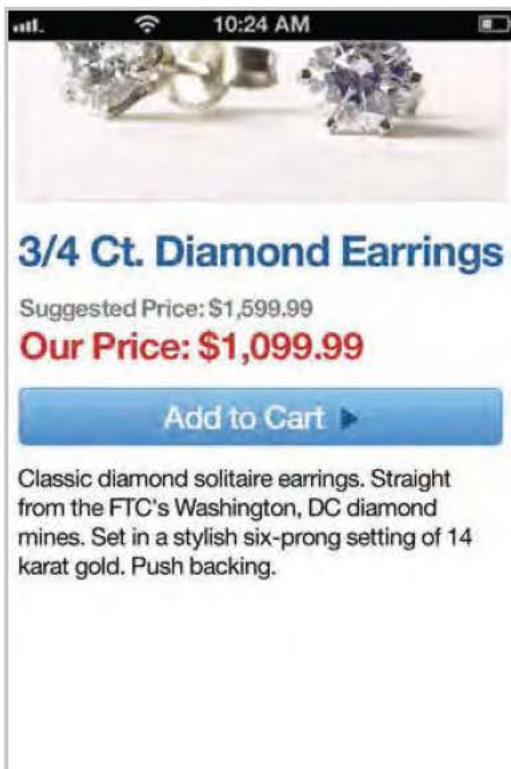 10:24 AM
3/4 Ct. Diamond Earrings
Suggested Price: $1,599.99
Our Price: $1,099.99
Add to Cart
Classic diamond solitaire earrings. Straight
from the FTC's Washington, DC diamond
mines. Set in a stylish six-prong setting of 14
karat gold. Push backing.